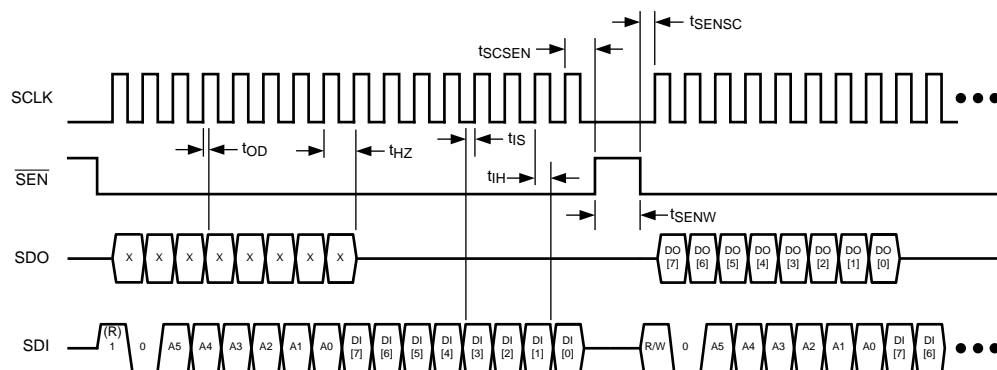 tSENSC
tSCSEN
SCLK
tOD
tHZ
tIS
SEN
tIH
tSENW
SDO
X X X X X X X X
DO [7] DO [6] DO [5] DO [4] DO [3] DO [2] DO [1] DO [0]
SDI
(R) 1 0 A5 A4 A3 A2 A1 A0 DI [7] DI [6] DI [5] DI [4] DI [3] DI [2] DI [1] DI [0]
R/W 0 A5 A4 A3 A2 A1 A0 DI [7] DI [6]